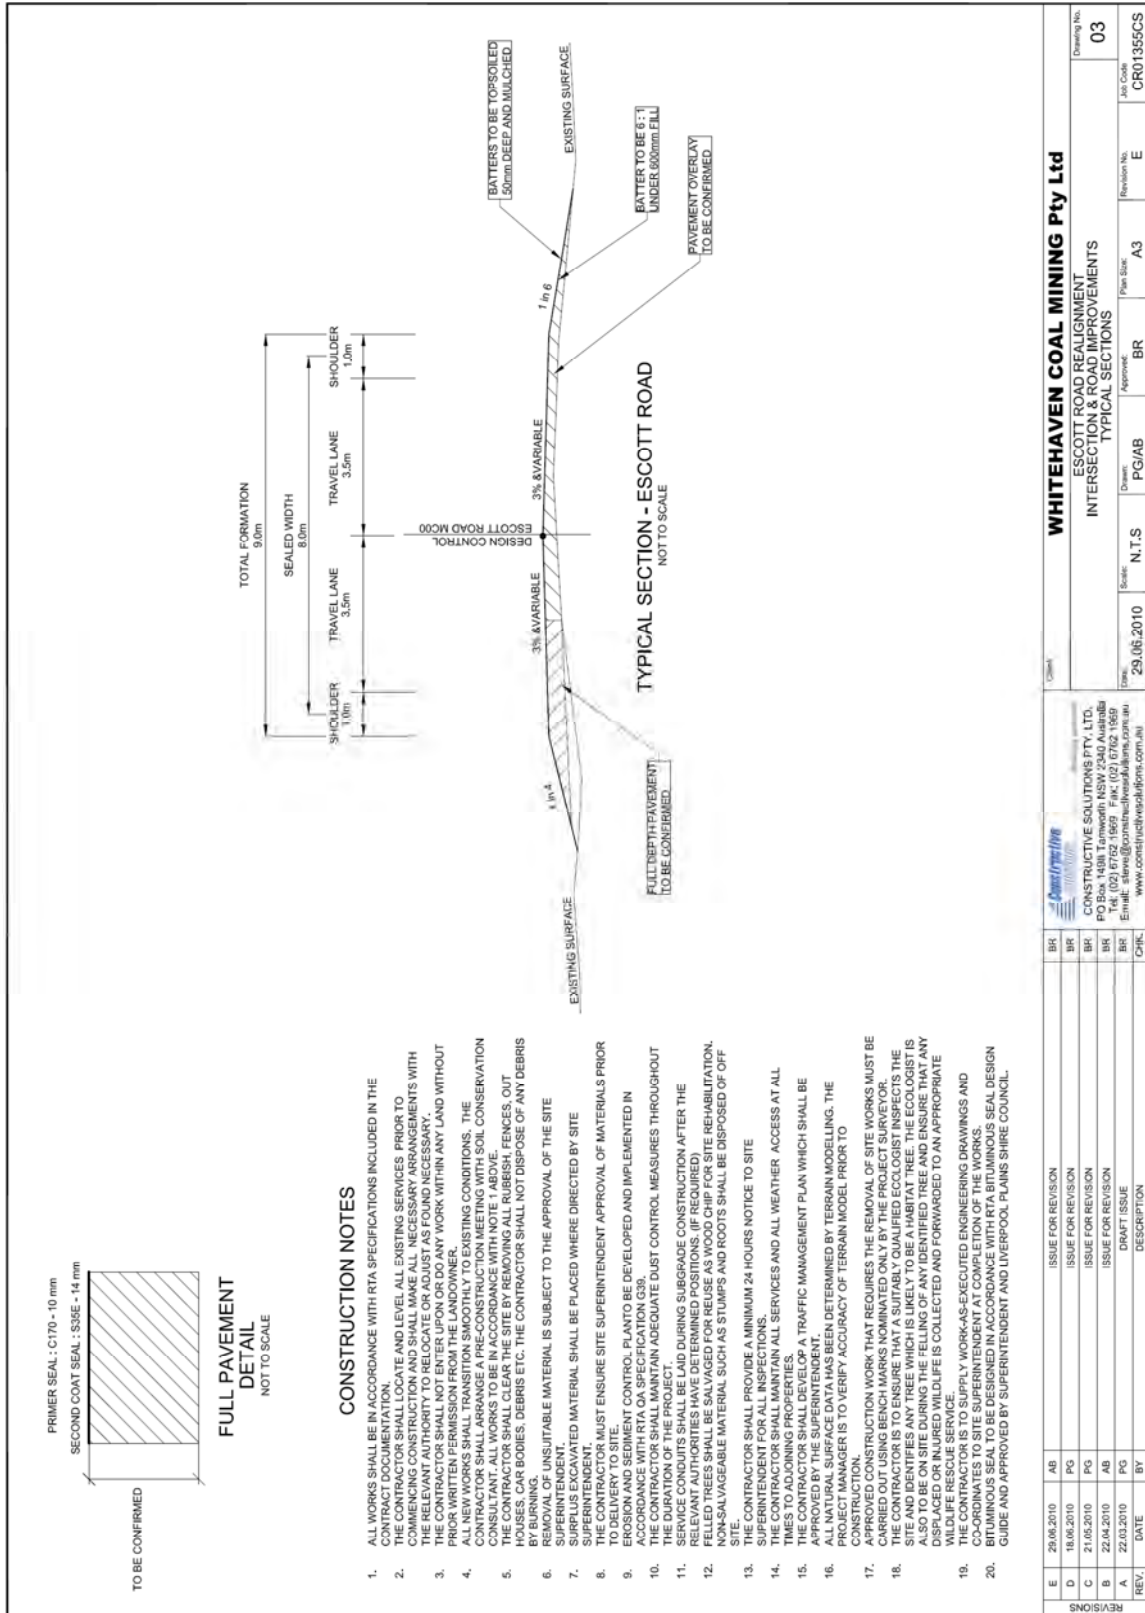 PRIMER SEAL : C170 - 10 mm
SECOND COAT SEAL : S35E - 14 mm
TO BE CONFIRMED
FULL PAVEMENT
DETAIL
NOT TO SCALE
CONSTRUCTION NOTES
1. ALL WORKS SHALL BE IN ACCORDANCE WITH RTA SPECIFICATIONS INCLUDED IN THE
CONTRACT DOCUMENTATION.
2. THE CONTRACTOR SHALL LOCATE AND LEVEL ALL EXISTING SERVICES PRIOR TO
COMMENCING CONSTRUCTION AND SHALL MAKE ALL NECESSARY ARRANGEMENTS WITH
THE RELEVANT AUTHORITY TO RELOCATE OR ADJUST AS FOUND NECESSARY.
3. THE CONTRACTOR SHALL NOT ENTER UPON OR DO ANY WORK WITHIN ANY LAND WITHOUT
PRIOR WRITTEN PERMISSION FROM THE LANDOWNER.
4. ALL NEW WORKS SHALL TRANSITION SMOOTHLY TO EXISTING CONDITIONS. THE
CONTRACTOR SHALL ARRANGE A PRE-CONSTRUCTION MEETING WITH SOIL CONSERVATION
CONSULTANT. ALL WORKS TO BE IN ACCORDANCE WITH NOTE 1 ABOVE.
5. THE CONTRACTOR SHALL CLEAR THE SITE BY REMOVING ALL RUBBISH, FENCES, OUT
HOUSES, CAR BODIES, DEBRIS ETC. THE CONTRACTOR SHALL NOT DISPOSE OF ANY DEBRIS
BY BURNING.
6. REMOVAL OF UNSUITABLE MATERIAL IS SUBJECT TO THE APPROVAL OF THE SITE
SUPERINTENDENT.
7. SURPLUS EXCAVATED MATERIAL SHALL BE PLACED WHERE DIRECTED BY SITE
SUPERINTENDENT.
8. THE CONTRACTOR MUST ENSURE SITE SUPERINTENDENT APPROVAL OF MATERIALS PRIOR
TO DELIVERY TO SITE.
9. EROSION AND SEDIMENT CONTROL PLAN TO BE DEVELOPED AND IMPLEMENTED IN
ACCORDANCE WITH RTA QA SPECIFICATION G39.
10. THE CONTRACTOR SHALL MAINTAIN ADEQUATE DUST CONTROL MEASURES THROUGHOUT
THE DURATION OF THE PROJECT.
11. SERVICE CONDUITS SHALL BE LAID DURING SUBGRADE CONSTRUCTION AFTER THE
RELEVANT AUTHORITIES HAVE DETERMINED POSITIONS. (IF REQUIRED)
12. FELLED TREES SHALL BE SALVAGED FOR REUSE AS WOOD CHIP FOR SITE REHABILITATION.
NON-SALVAGEABLE MATERIAL SUCH AS STUMPS AND ROOTS SHALL BE DISPOSED OF OFF
SITE.
13. THE CONTRACTOR SHALL PROVIDE A MINIMUM 24 HOURS NOTICE TO SITE
SUPERINTENDENT FOR ALL INSPECTIONS.
14. THE CONTRACTOR SHALL MAINTAIN ALL SERVICES AND ALL WEATHER ACCESS AT ALL
TIMES TO ADJOINING PROPERTIES.
15. THE CONTRACTOR SHALL DEVELOP A TRAFFIC MANAGEMENT PLAN WHICH SHALL BE
APPROVED BY THE SUPERINTENDENT.
16. ALL NATURAL SURFACE DATA HAS BEEN DETERMINED BY TERRAIN MODELLING. THE
PROJECT MANAGER IS TO VERIFY ACCURACY OF TERRAIN MODEL PRIOR TO
CONSTRUCTION.
17. APPROVED CONSTRUCTION WORK THAT REQUIRES THE REMOVAL OF SITE WORKS MUST BE
CARRIED OUT USING BENCH MARKS NOMINATED ONLY BY THE PROJECT SURVEYOR.
18. THE CONTRACTOR IS TO ENSURE THAT A SUITABLY QUALIFIED ECOLOGIST INSPECTS THE
SITE AND IDENTIFIES ANY TREE WHICH IS LIKELY TO BE A HABITAT TREE. THE ECOLOGIST IS
ALSO TO BE ON SITE DURING THE FELLING OF ANY IDENTIFIED TREE AND ENSURE THAT ANY
DISPLACED OR INJURED WILDLIFE IS COLLECTED AND FORWARDED TO AN APPROPRIATE
WILDLIFE RESCUE SERVICE.
19. THE CONTRACTOR IS TO SUPPLY WORK-AS-EXECUTED ENGINEERING DRAWINGS AND
CO-ORDINATES TO SITE SUPERINTENDENT AT COMPLETION OF THE WORKS.
20. BITUMINOUS SEAL TO BE DESIGNED IN ACCORDANCE WITH RTA BITUMINOUS SEAL DESIGN
GUIDE AND APPROVED BY SUPERINTENDENT AND LIVERPOOL PLAINS SHIRE COUNCIL.
TOTAL FORMATION
9.0m
SEALED WIDTH
8.0m
SHOULDER
1.0m
TRAVEL LANE
3.5m
TRAVEL LANE
3.5m
SHOULDER
1.0m
DESIGN CONTROL
ESCOTT ROAD MC00
3% &VARIABLE
3% &VARIABLE
1 in 4
1 in 6
EXISTING SURFACE
EXISTING SURFACE
BATTERS TO BE TOPSOILED
50mm DEEP AND MULCHED
BATTER TO BE 6 : 1
UNDER 600mm FILL
PAVEMENT OVERLAY
TO BE CONFIRMED
FULL DEPTH PAVEMENT
TO BE CONFIRMED
TYPICAL SECTION - ESCOTT ROAD
NOT TO SCALE
REVISIONS
E 29.06.2010 AB ISSUE FOR REVISION BR
D 18.06.2010 PG ISSUE FOR REVISION BR
C 21.05.2010 PG ISSUE FOR REVISION BR
B 22.04.2010 AB ISSUE FOR REVISION BR
A 22.03.2010 PG DRAFT ISSUE BR
REV. DATE BY DESCRIPTION CHK.
Constructive
CONSTRUCTIVE SOLUTIONS PTY. LTD.
PO Box 149B Tamworth NSW 2340 Australia
Tel: (02) 6762 1969 Fax: (02) 6762 1969
Email: steve@constructivesolutions.com.au
www.constructivesolutions.com.au
Client:
WHITEHAVEN COAL MINING Pty Ltd
ESCOTT ROAD REALIGNMENT
INTERSECTION & ROAD IMPROVEMENTS
TYPICAL SECTIONS
Drawing No.
03
Date: 29.06.2010
Scale: N.T.S
Drawn: PG/AB
Approved: BR
Plan Size: A3
Revision No. E
Job Code CR01355CS